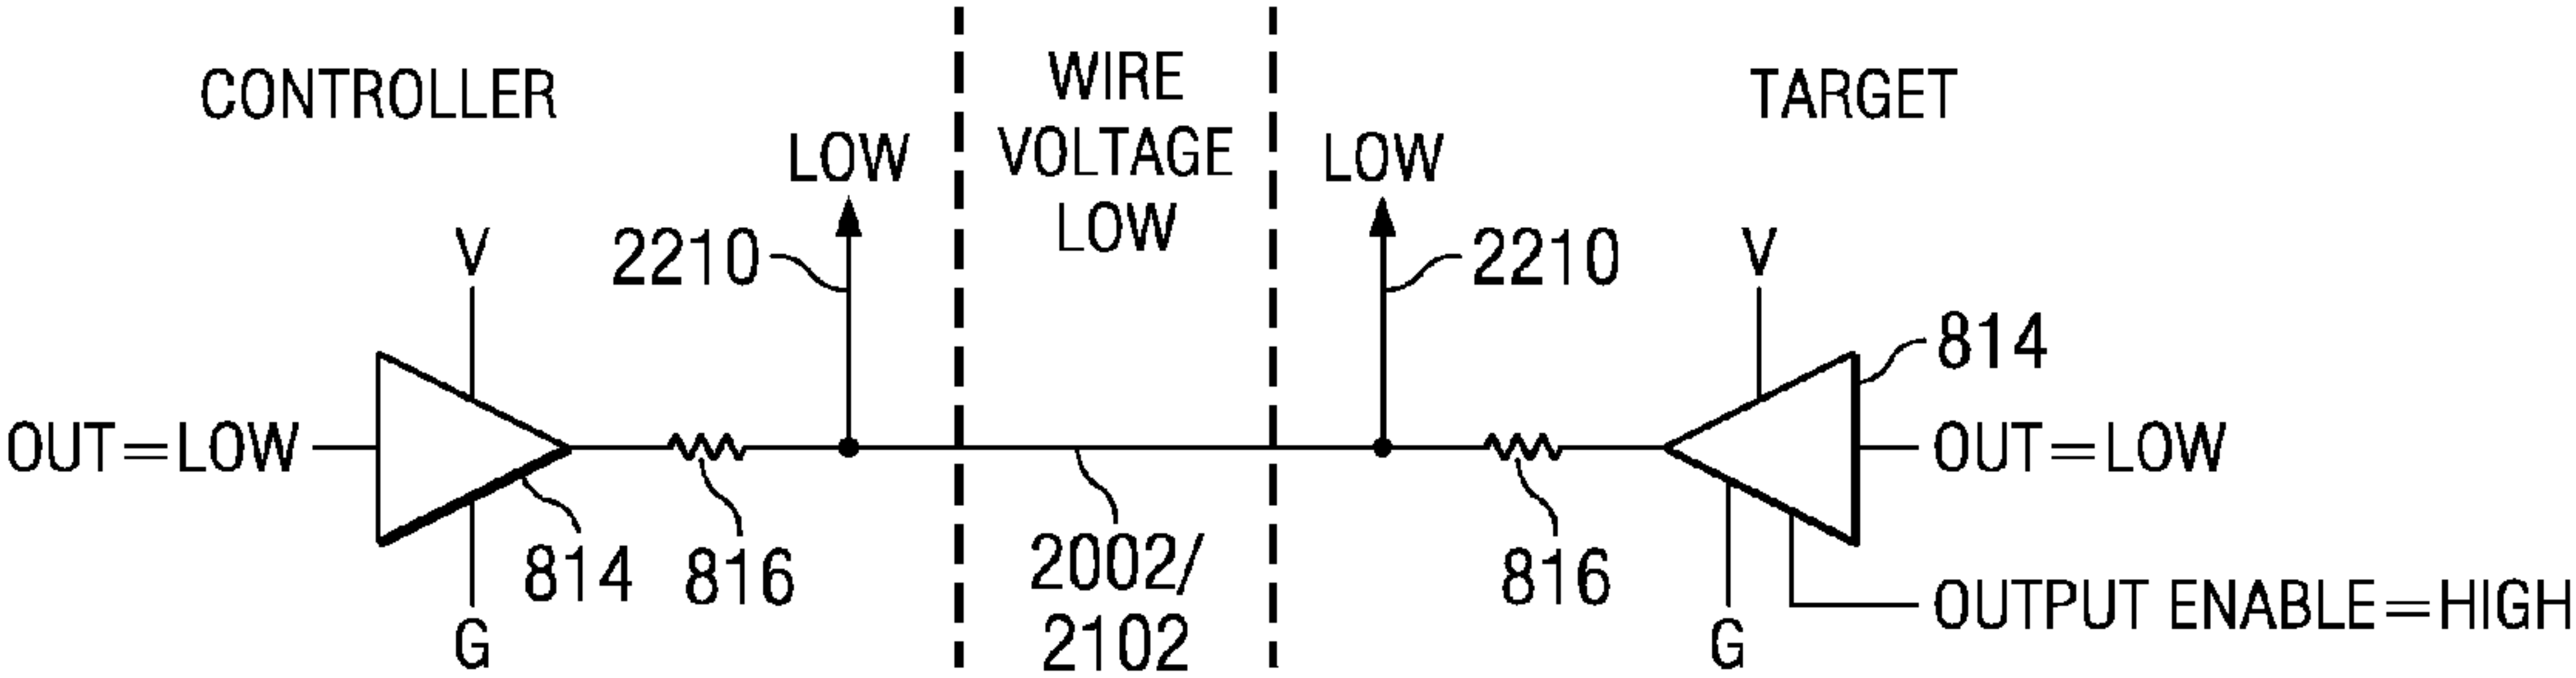 CONTROLLER
WIRE
VOLTAGE
LOW
TARGET
LOW
LOW
V
2210
2210
V
814
OUT=LOW
OUT=LOW
814
816
2002/
2102
816
OUTPUT ENABLE=HIGH
G
G